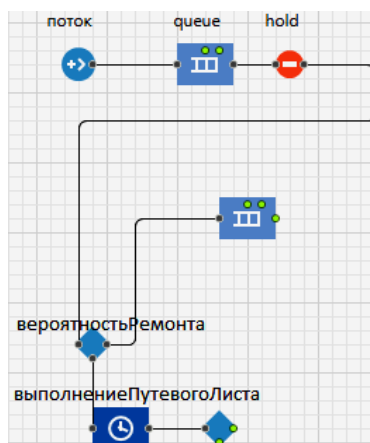 поток queue hold
вероятностьРемонта
выполнениеПутевогоЛиста